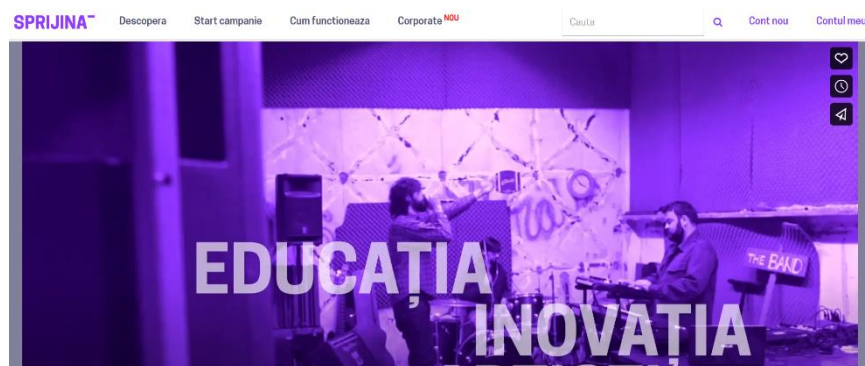 SPRIJINA Descopera Start campanie Cum functioneaza Corporate NOU Cauta Cont nou Contul meu
THE BAND
EDUCAȚIA
INOVAȚIA